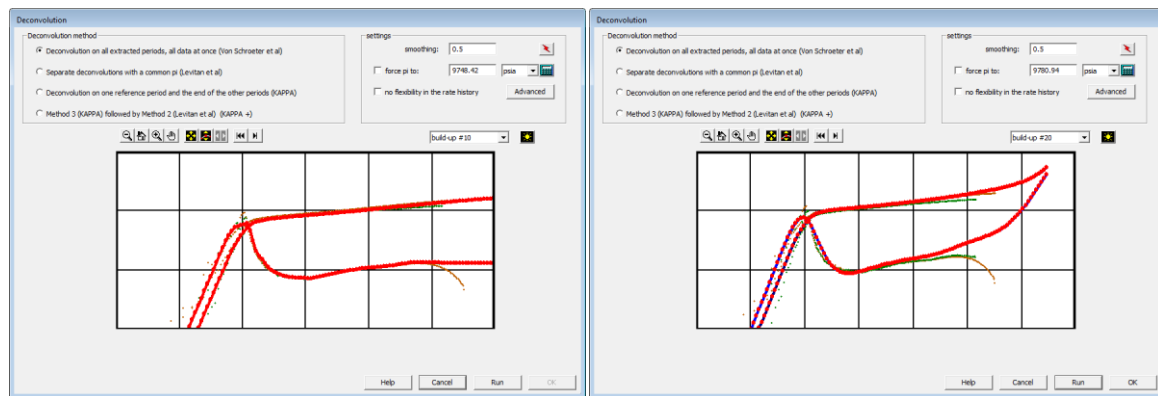 Deconvolution
Deconvolution method
Deconvolution on all extracted periods, all data at once (Von Schroeter et al)
Separate deconvolutions with a common pi (Levitan et al)
Deconvolution on one reference period and the end of the other periods (KAPPA)
Method 3 (KAPPA) followed by Method 2 (Levitan et al) (KAPPA +)
settings
smoothing: 0.5
force pi to: 9748.42 psia
no flexibility in the rate history Advanced
build-up #10
Help Cancel Run OK
Deconvolution
Deconvolution method
Deconvolution on all extracted periods, all data at once (Von Schroeter et al)
Separate deconvolutions with a common pi (Levitan et al)
Deconvolution on one reference period and the end of the other periods (KAPPA)
Method 3 (KAPPA) followed by Method 2 (Levitan et al) (KAPPA +)
settings
smoothing: 0.5
force pi to: 9780.94 psia
no flexibility in the rate history Advanced
build-up #20
Help Cancel Run OK